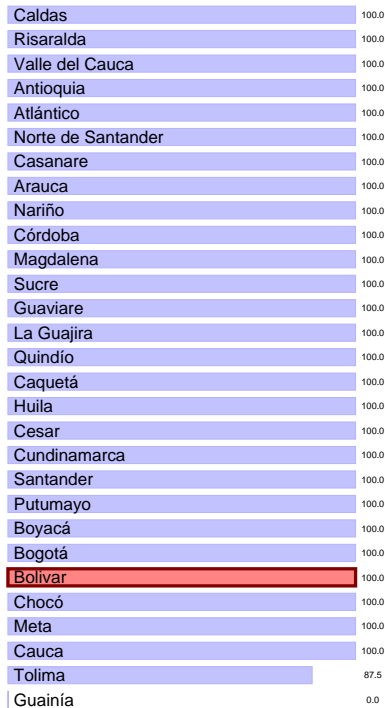 Caldas 100.0
Risaralda 100.0
Valle del Cauca 100.0
Antioquia 100.0
Atlántico 100.0
Norte de Santander 100.0
Casanare 100.0
Arauca 100.0
Nariño 100.0
Córdoba 100.0
Magdalena 100.0
Sucre 100.0
Guaviare 100.0
La Guajira 100.0
Quindío 100.0
Caquetá 100.0
Huila 100.0
Cesar 100.0
Cundinamarca 100.0
Santander 100.0
Putumayo 100.0
Boyacá 100.0
Bogotá 100.0
Bolivar 100.0
Chocó 100.0
Meta 100.0
Cauca 100.0
Tolima 87.5
Guainía 0.0